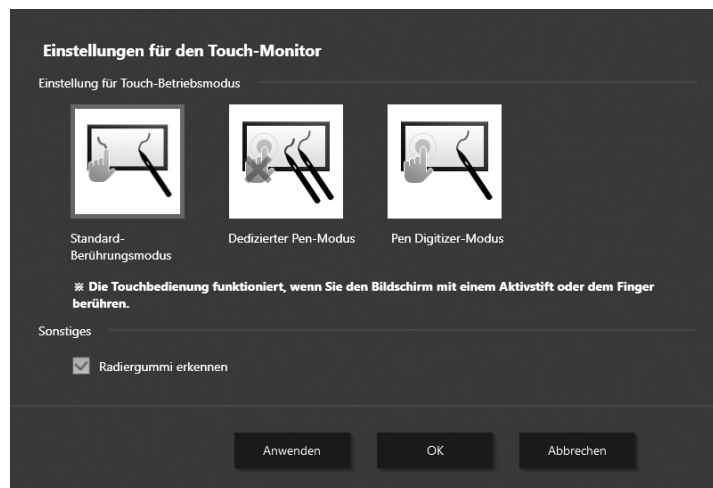 Einstellungen für den Touch-Monitor
Einstellung für Touch-Betriebsmodus
Standard-
Berührungsmodus
Dedizierter Pen-Modus
Pen Digitizer-Modus
※ Die Touchbedienung funktioniert, wenn Sie den Bildschirm mit einem Aktivstift oder dem Finger
berühren.
Sonstiges
Radiergummi erkennen
Anwenden
OK
Abbrechen